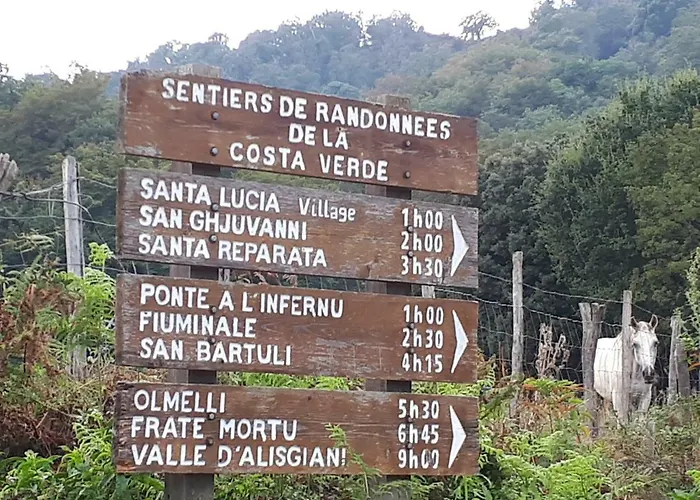 SENTIERS DE RANDONNEES
DE LA
COSTA VERDE
SANTA LUCIA Village 1h00
SAN GHJUVANNI 2h00
SANTA REPARATA 3h30
PONTE A L'INFERNU 1h00
FIUMINALE 2h30
SAN BARTULI 4h15
OLMELLI 5h30
FRATE MORTU 6h45
VALLE D'ALISGIANI 9h00